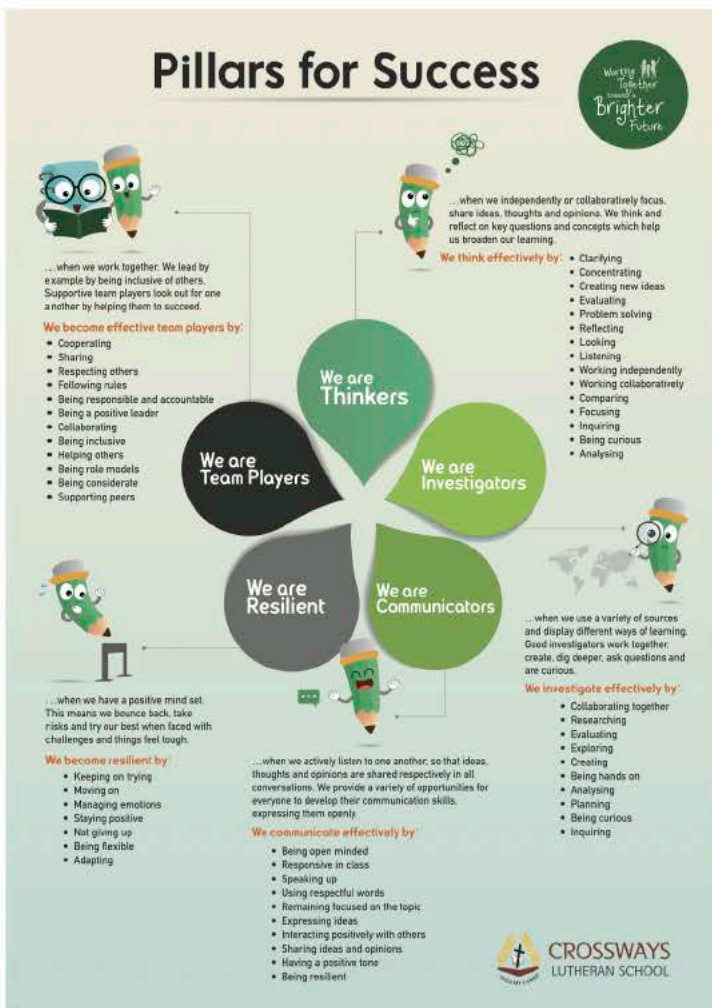 Pillars for Success
Working
Together
towards a
Brighter
Future
...when we work together. We lead by
example by being inclusive of others.
Supportive team players look out for one
another by helping them to succeed.
We become effective team players by:
Cooperating
Sharing
Respecting others
Following rules
Being responsible and accountable
Being a positive leader
Collaborating
Being inclusive
Helping others
Being role models
Being considerate
Supporting peers
...when we independently or collaboratively focus,
share ideas, thoughts and opinions. We think and
reflect on key questions and concepts which help
us broaden our learning.
We think effectively by:
Clarifying
Concentrating
Creating new ideas
Evaluating
Problem solving
Reflecting
Looking
Listening
Working independently
Working collaboratively
Comparing
Focusing
Inquiring
Being curious
Analysing
We are
Thinkers
We are
Team Players
We are
Investigators
We are
Resilient
We are
Communicators
...when we use a variety of sources
and display different ways of learning.
Good investigators work together,
create, dig deeper, ask questions and
are curious.
We investigate effectively by:
Collaborating together
Researching
Evaluating
Exploring
Creating
Being hands on
Analysing
Planning
Being curious
Inquiring
...when we have a positive mind set.
This means we bounce back, take
risks and try our best when faced with
challenges and things feel tough.
We become resilient by:
Keeping on trying
Moving on
Managing emotions
Staying positive
Not giving up
Being flexible
Adapting
...when we actively listen to one another, so that ideas,
thoughts and opinions are shared respectively in all
conversations. We provide a variety of opportunities for
everyone to develop their communication skills,
expressing them openly.
We communicate effectively by:
Being open minded
Responsive in class
Speaking up
Using respectful words
Remaining focused on the topic
Expressing ideas
Interacting positively with others
Sharing ideas and opinions
Having a positive tone
Being resilient
CROSSWAYS
LUTHERAN SCHOOL